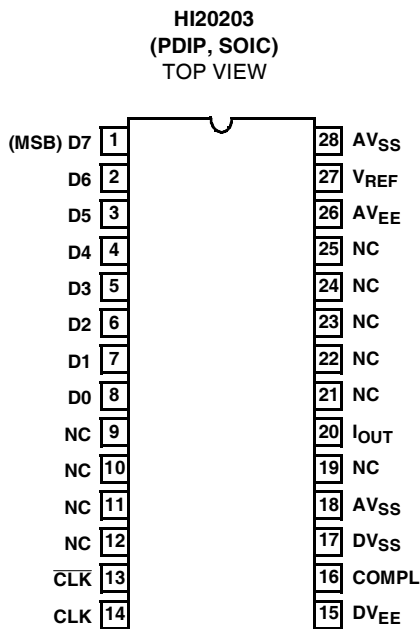 HI20203
(PDIP, SOIC)
TOP VIEW
(MSB) D7 1 28 AVSS
D6 2 27 VREF
D5 3 26 AVEE
D4 4 25 NC
D3 5 24 NC
D2 6 23 NC
D1 7 22 NC
D0 8 21 NC
NC 9 20 IOUT
NC 10 19 NC
NC 11 18 AVSS
NC 12 17 DVSS
CLK 13 16 COMPL
CLK 14 15 DVEE